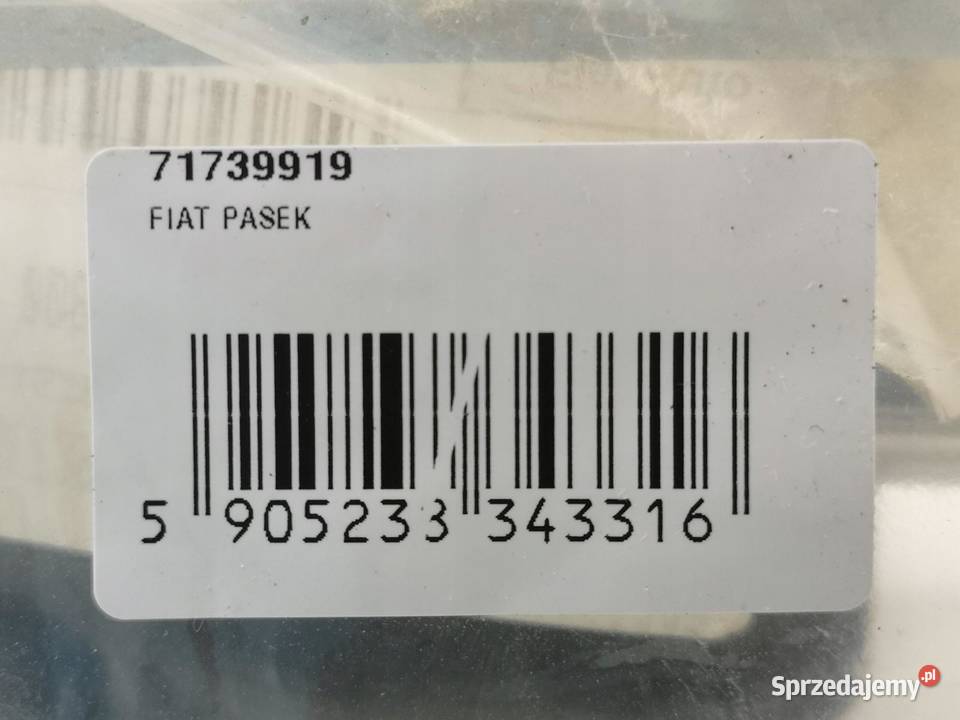 71739919
FIAT PASEK
5 905233 343316
Sprzedajemy.pl